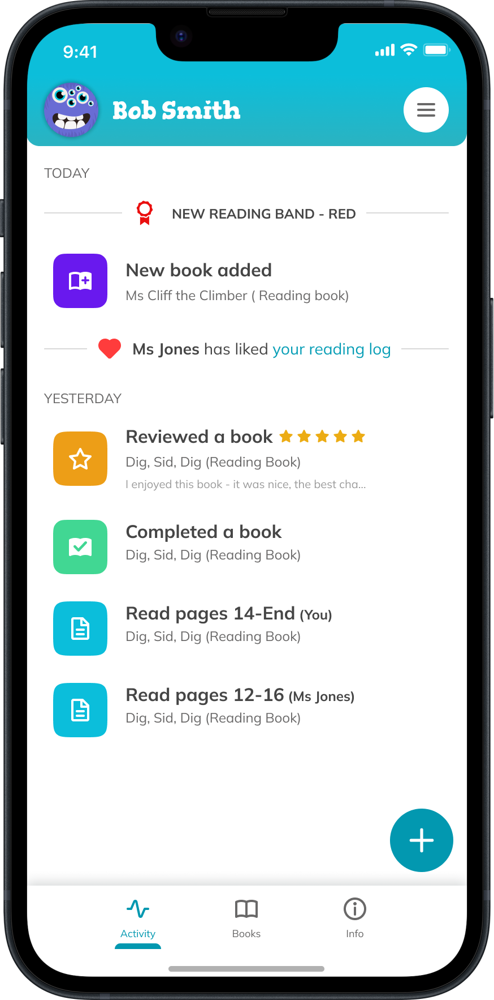 9:41
Bob Smith
TODAY
NEW READING BAND - RED
New book added
Ms Cliff the Climber ( Reading book)
Ms Jones has liked your reading log
YESTERDAY
Reviewed a book
Dig, Sid, Dig (Reading Book)
I enjoyed this book - it was nice, the best cha...
Completed a book
Dig, Sid, Dig (Reading Book)
Read pages 14-End (You)
Dig, Sid, Dig (Reading Book)
Read pages 12-16 (Ms Jones)
Dig, Sid, Dig (Reading Book)
Activity
Books
Info